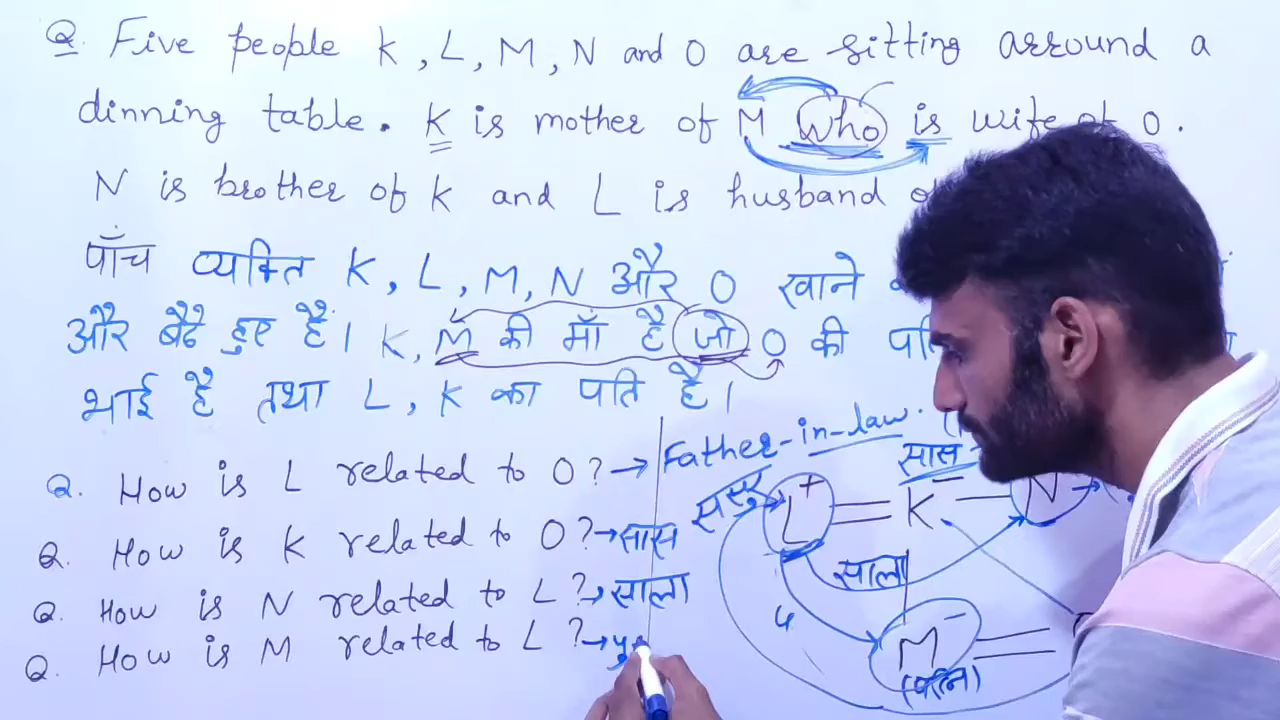 Q. Five people K, L, M, N and O are sitting arround a
dinning table. K is mother of M who is wife of O.
N is brother of K and L is husband
पाँच व्यक्ति K, L, M, N और O खाने
और बैठे हुए है। K, M की माँ है जो O की
भाई है तथा L, K का पति है।
Q. How is L related to O? → Father-in-law.
ससुर
सास
Q. How is K related to O? → सास
Q. How is N related to L? → साला
Q. How is M related to L? →
L + = K - — N
साला
M - =
(पत्नि)